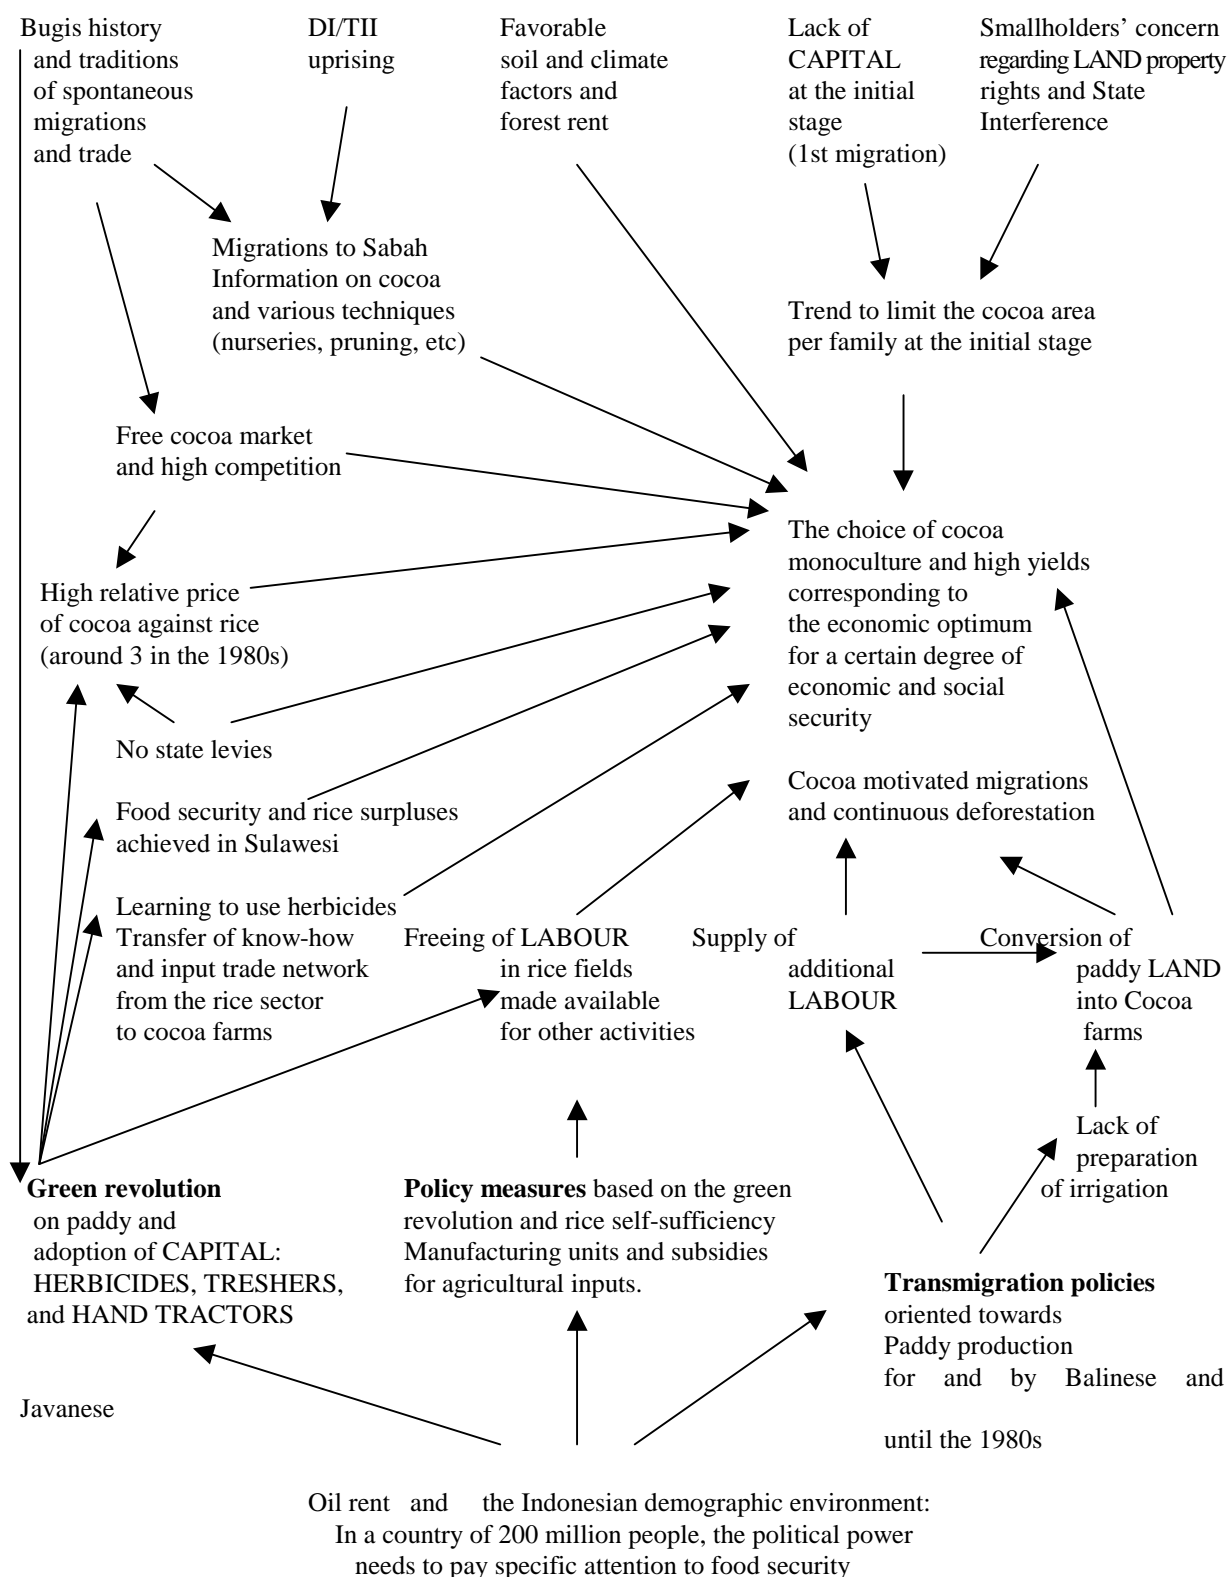 Bugis history
and traditions
of spontaneous
migrations
and trade
DI/TII
uprising
Favorable
soil and climate
factors and
forest rent
Lack of
CAPITAL
at the initial
stage
(1st migration)
Smallholders’ concern
regarding LAND property
rights and State
Interference
Migrations to Sabah
Information on cocoa
and various techniques
(nurseries, pruning, etc)
Trend to limit the cocoa area
per family at the initial stage
Free cocoa market
and high competition
The choice of cocoa
monoculture and high yields
corresponding to
the economic optimum
for a certain degree of
economic and social
security
High relative price
of cocoa against rice
(around 3 in the 1980s)
No state levies
Cocoa motivated migrations
and continuous deforestation
Food security and rice surpluses
achieved in Sulawesi
Learning to use herbicides
Transfer of know-how
and input trade network
from the rice sector
to cocoa farms
Freeing of LABOUR
in rice fields
made available
for other activities
Supply of
additional
LABOUR
Conversion of
paddy LAND
into Cocoa
farms
Lack of
preparation
of irrigation
Green revolution
on paddy and
adoption of CAPITAL:
HERBICIDES, TRESHERS,
and HAND TRACTORS
Policy measures based on the green
revolution and rice self-sufficiency
Manufacturing units and subsidies
for agricultural inputs.
Transmigration policies
oriented towards
Paddy production
for and by Balinese and
Javanese
until the 1980s
Oil rent and the Indonesian demographic environment:
In a country of 200 million people, the political power
needs to pay specific attention to food security